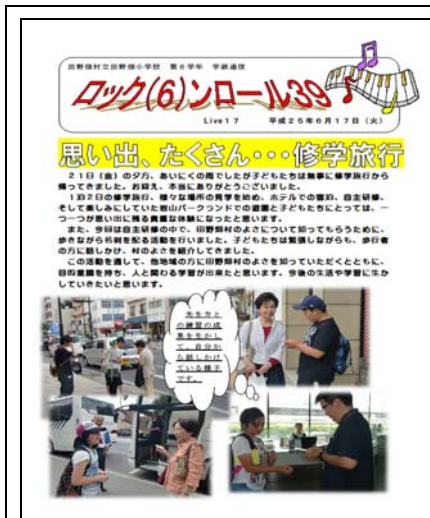 田野畑村立田野畑小学校　第6学年　学級通信
ロック(6)ンロール39
Live17　平成25年6月17日(火)
思い出、たくさん・・・修学旅行
21日(金)の夕方、あいにくの雨でしたが子どもたちは無事に修学旅行から
帰ってきました。お迎え、本当にありがとうございました。
1泊2日の修学旅行、様々な場所の見学を始め、ホテルでの宿泊、自主研修、
そして楽しみにしていた岩山パークランドでの遊園と子どもたちにとっては、一
つ一つが思い出に残る貴重な体験になったと思います。
また、今回は自主研修の中で、田野畑村のよさについて知ってもらうために、
歩きながら名刺を配る活動を行いました。子どもたちは緊張しながらも、歩行者
の方に話しかけ、村のよさを紹介してきました。
この活動を通して、他地域の方に田野畑村のよさを知っていただくとともに、
目的意識を持ち、人と関わる学習が出来たと思います。今後の生活や学習に生か
していきたいと思います。
先生方と
の練習の成
果を生かし
て、自分か
ら話しかけ
ている様子
です。